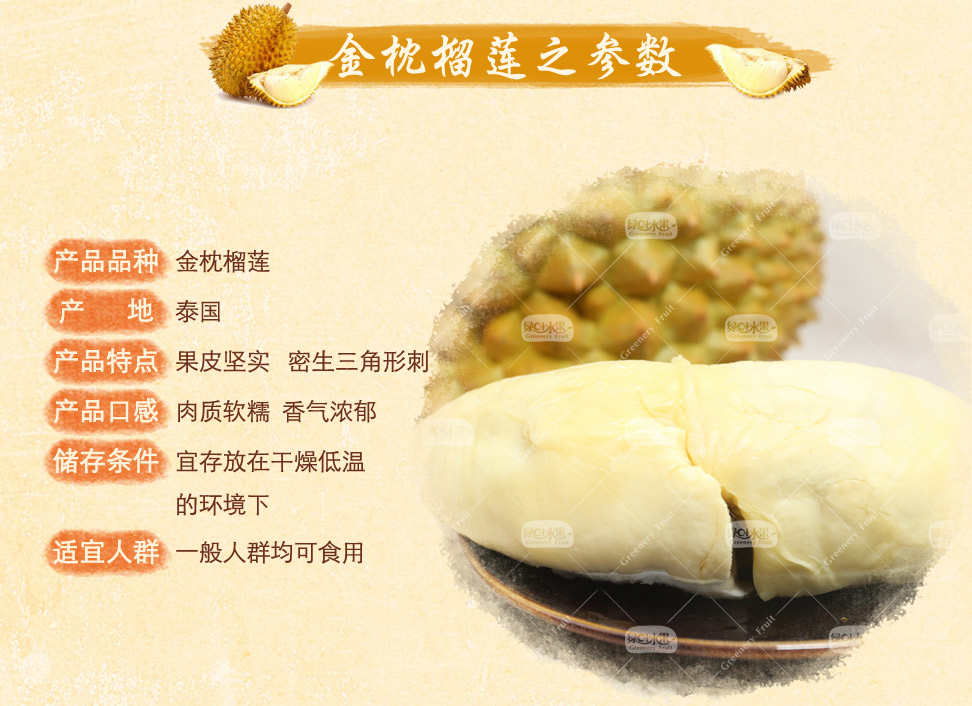 金枕榴莲之参数
产品品种 金枕榴莲
产 地 泰国
产品特点 果皮坚实 密生三角形刺
产品口感 肉质软糯 香气浓郁
储存条件 宜存放在干燥低温
的环境下
适宜人群 一般人群均可食用
Greenery Fruit